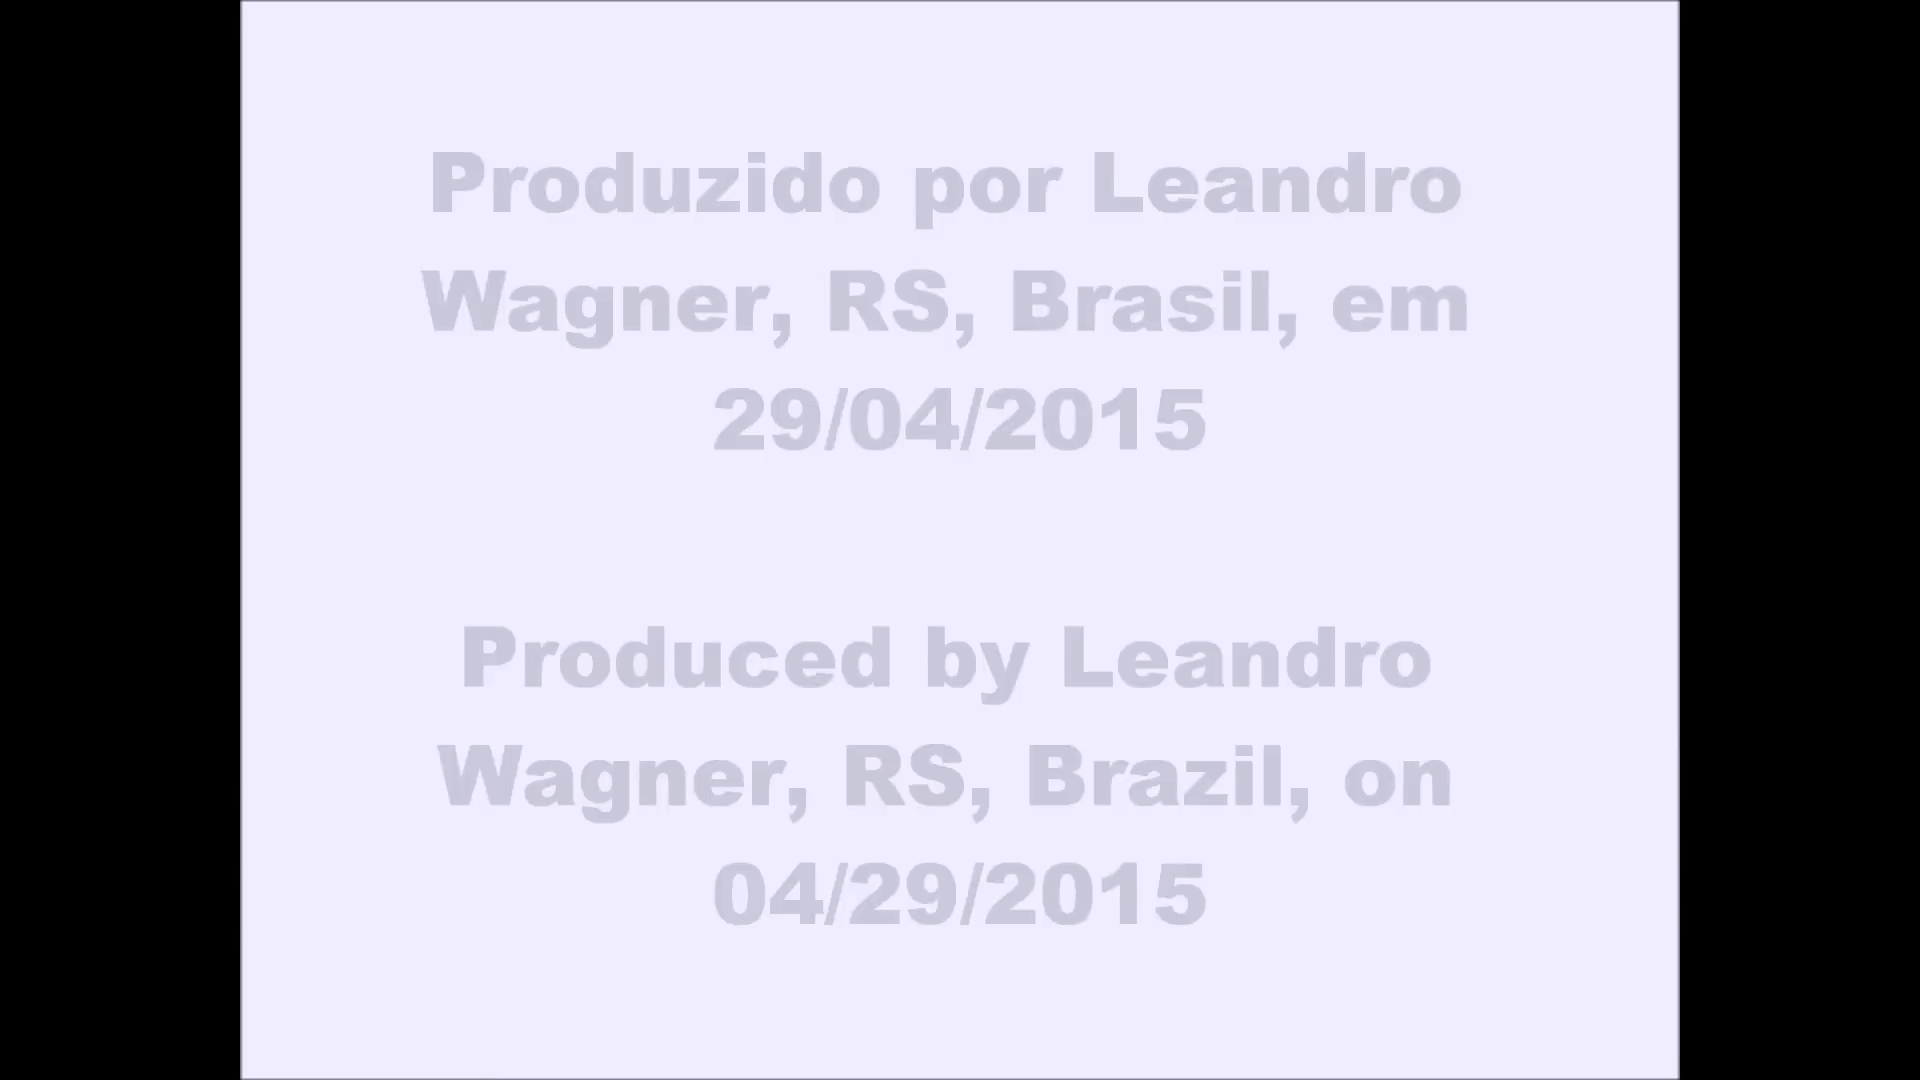 Produzido por Leandro
Wagner, RS, Brasil, em
29/04/2015
Produced by Leandro
Wagner, RS, Brazil, on
04/29/2015